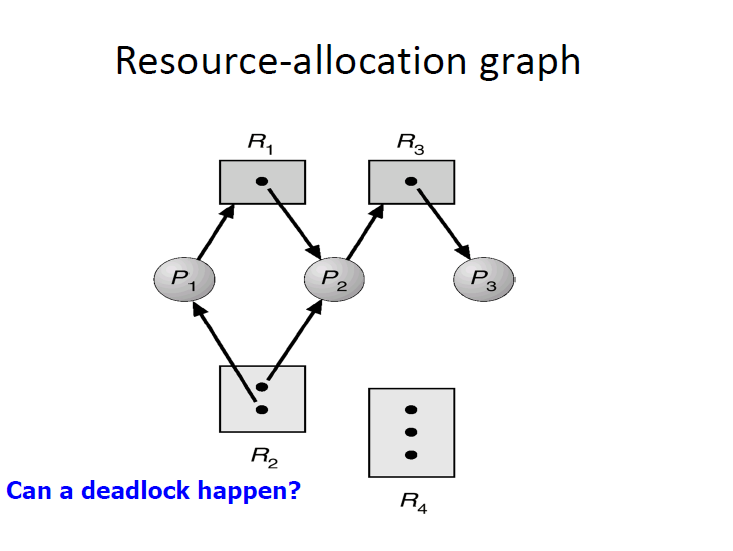 Resource-allocation graph
R1 R3
P1 P2 P3
R2
Can a deadlock happen?
R4